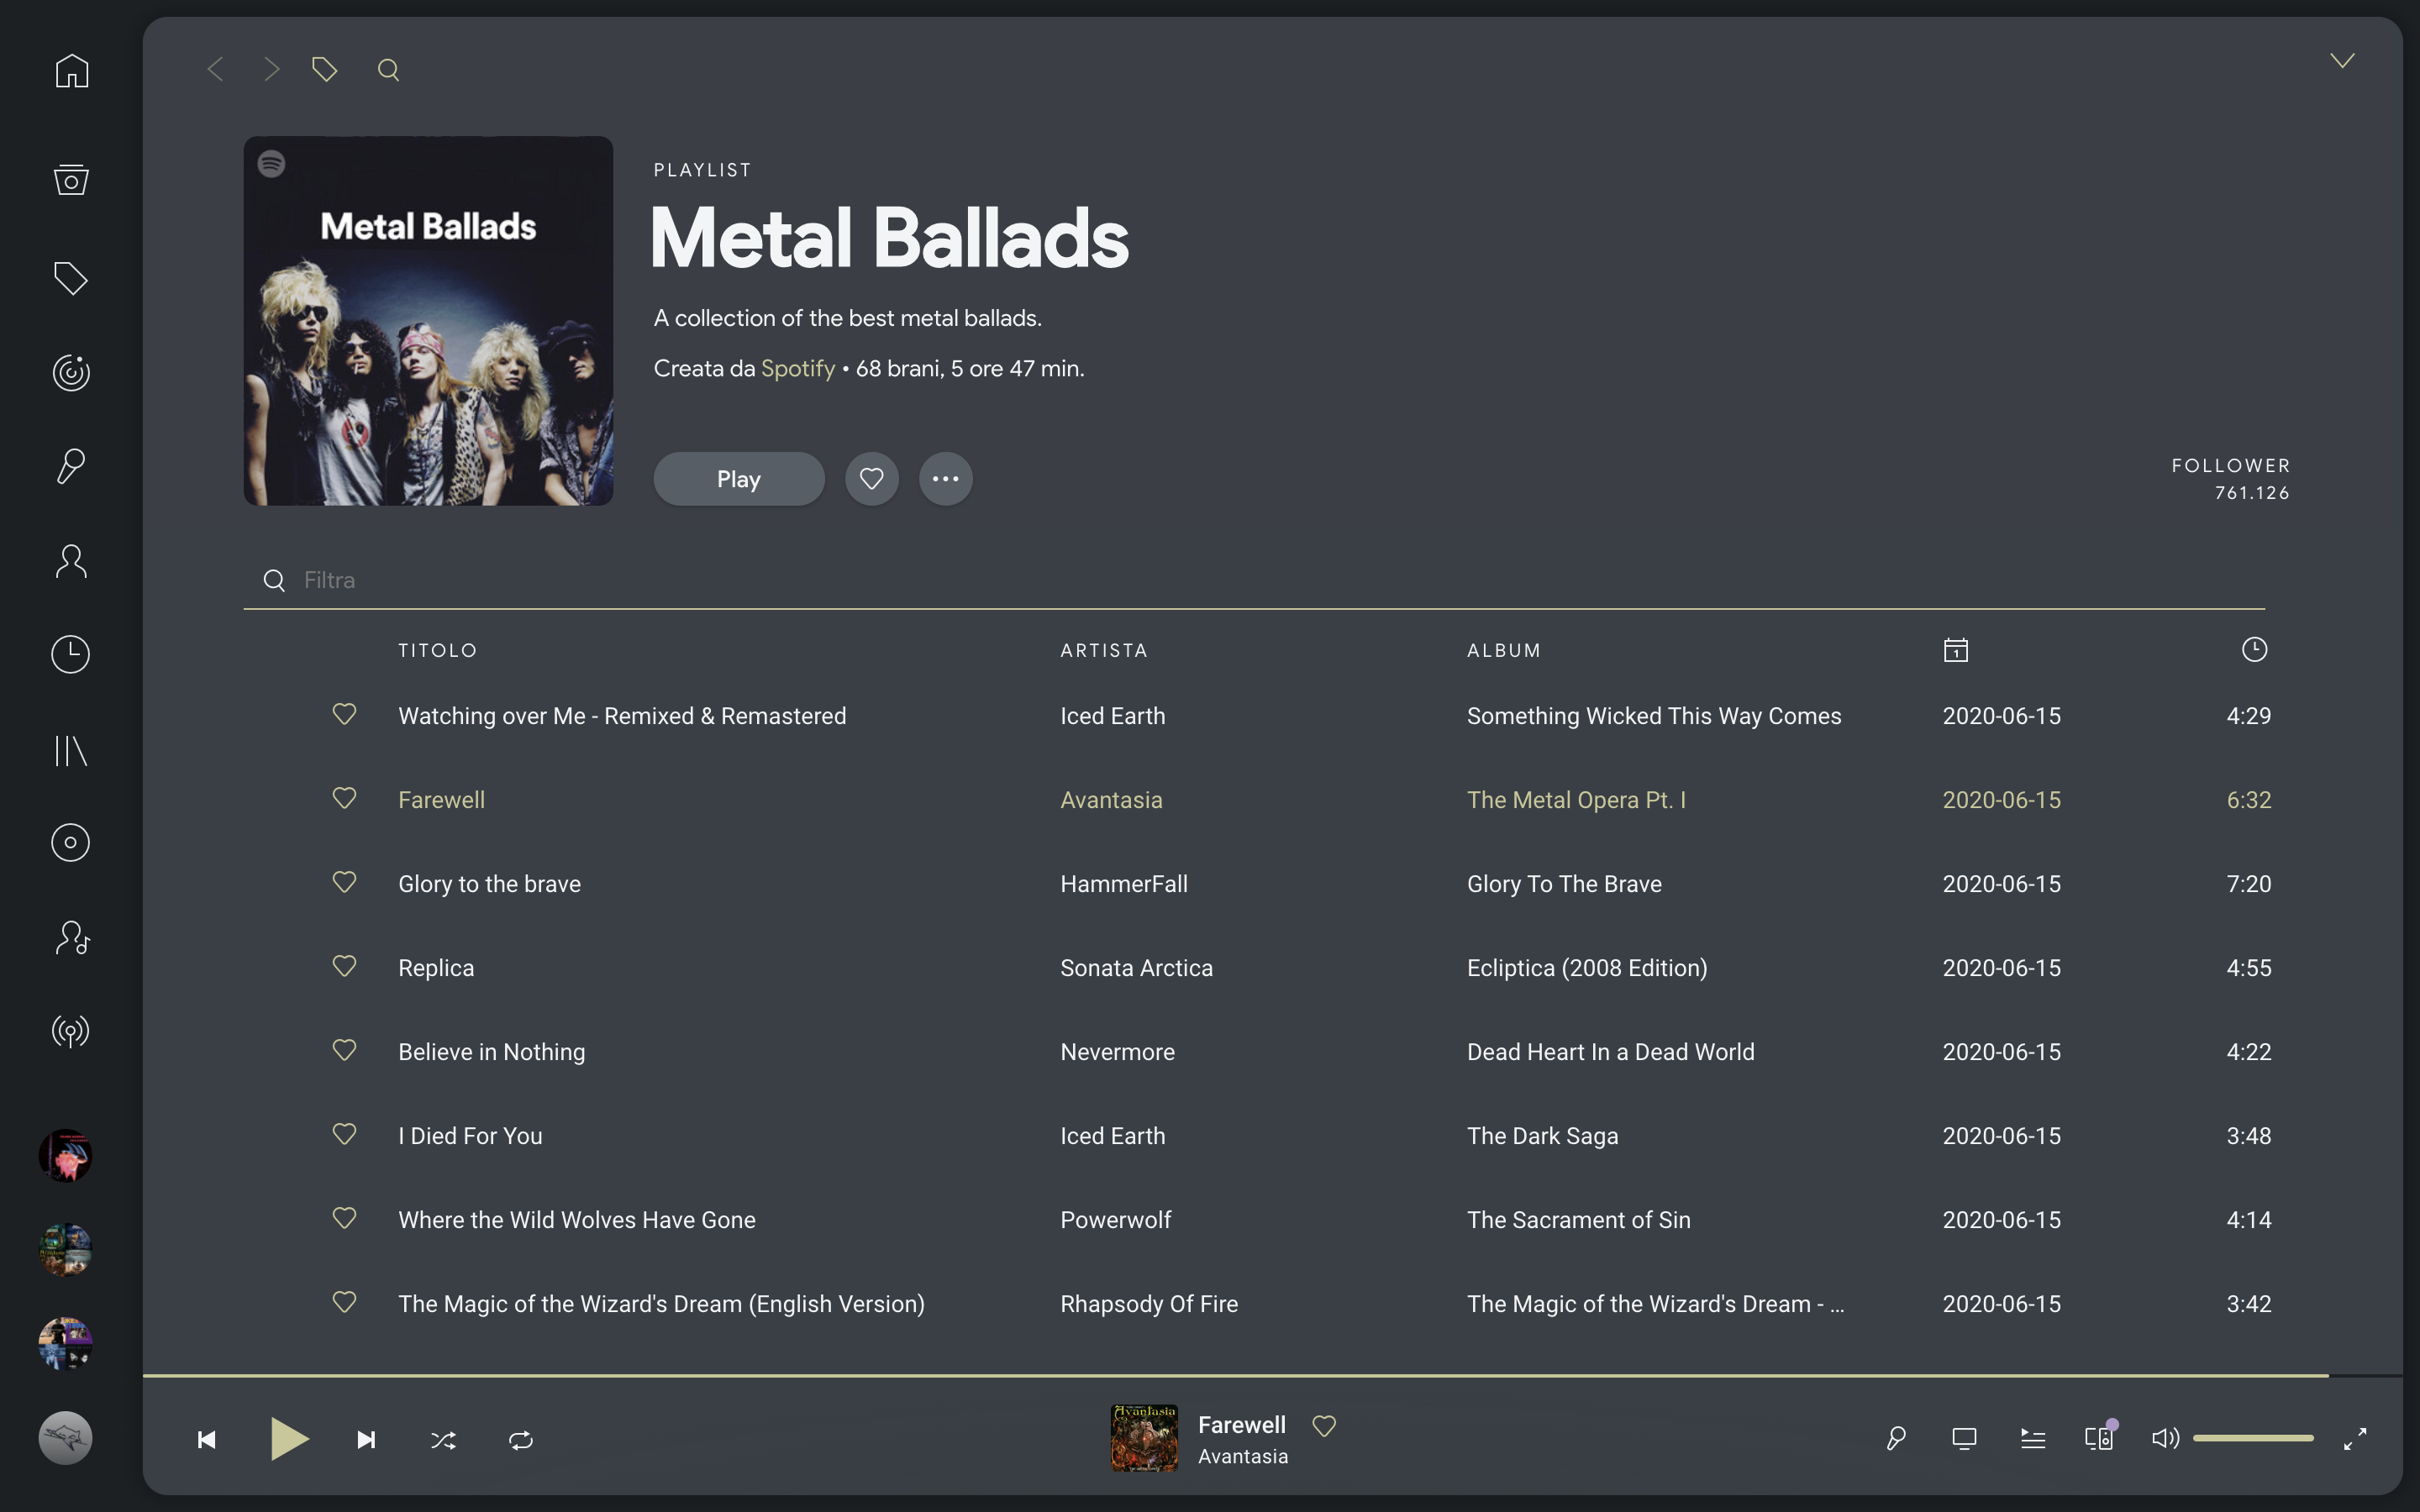 Metal Ballads
PLAYLIST
Metal Ballads
A collection of the best metal ballads.
Creata da Spotify • 68 brani, 5 ore 47 min.
Play
FOLLOWER
761.126
Filtra
TITOLO ARTISTA ALBUM 1
Watching over Me - Remixed & Remastered Iced Earth Something Wicked This Way Comes 2020-06-15 4:29
Farewell Avantasia The Metal Opera Pt. I 2020-06-15 6:32
Glory to the brave HammerFall Glory To The Brave 2020-06-15 7:20
Replica Sonata Arctica Ecliptica (2008 Edition) 2020-06-15 4:55
Believe in Nothing Nevermore Dead Heart In a Dead World 2020-06-15 4:22
I Died For You Iced Earth The Dark Saga 2020-06-15 3:48
Where the Wild Wolves Have Gone Powerwolf The Sacrament of Sin 2020-06-15 4:14
The Magic of the Wizard's Dream (English Version) Rhapsody Of Fire The Magic of the Wizard's Dream - ... 2020-06-15 3:42
Avantasia
Farewell
Avantasia